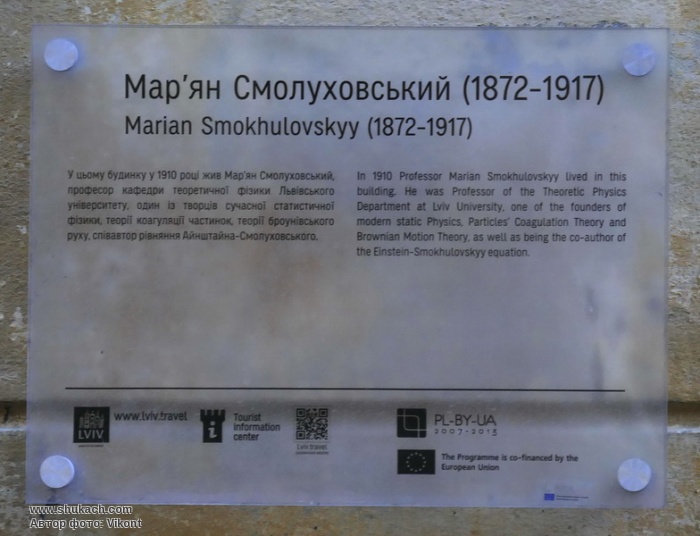 Мар’ян Смолуховський (1872-1917)
Marian Smokhulovskyy (1872-1917)
У цьому будинку у 1910 році жив Мар’ян Смолуховський,
професор кафедри теоретичної фізики Львівського
університету, один із творців сучасної статистичної
фізики, теорії коагуляції частинок, теорії броунівського
руху, співавтор рівняння Айнштайна-Смолуховського.
In 1910 Professor Marian Smokhulovskyy lived in this
building. He was Professor of the Theoretic Physics
Department at Lviv University, one of the founders of
modern static Physics, Particles’ Coagulation Theory and
Brownian Motion Theory, as well as being the co-author of
the Einstein-Smokhulovskyy equation.
LVIV
www.lviv.travel
Tourist
information
center
Lviv.travel
PL-BY-UA
2007-2013
The Programme is co-financed by the
European Union
www.shukach.com
Автор фото: Vikont